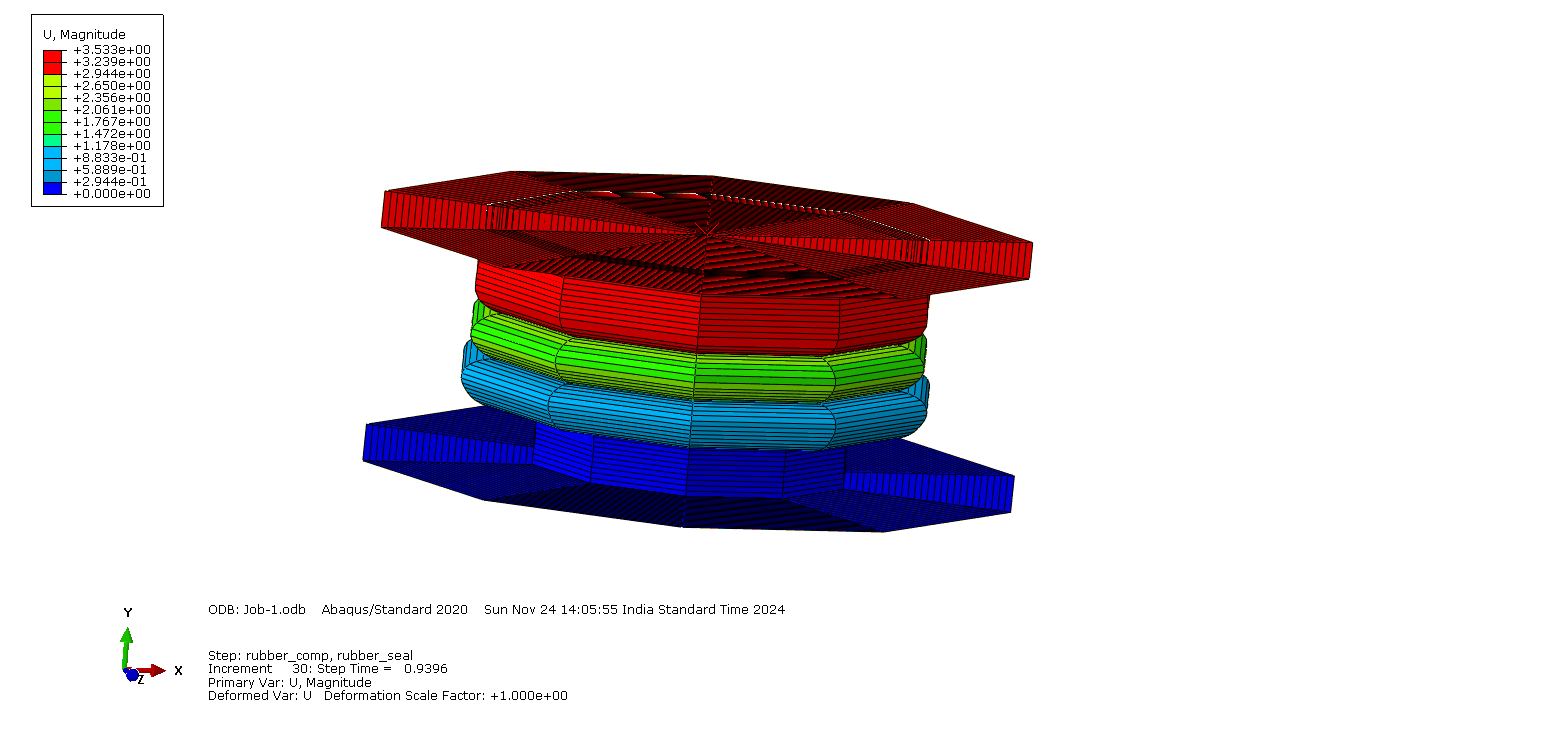 U, Magnitude
+3.533e+00
+3.239e+00
+2.944e+00
+2.650e+00
+2.356e+00
+2.061e+00
+1.767e+00
+1.472e+00
+1.178e+00
+8.833e-01
+5.889e-01
+2.944e-01
+0.000e+00
Y
X
Z
ODB: Job-1.odb Abaqus/Standard 2020 Sun Nov 24 14:05:55 India Standard Time 2024
Step: rubber_comp, rubber_seal
Increment 30: Step Time = 0.9396
Primary Var: U, Magnitude
Deformed Var: U Deformation Scale Factor: +1.000e+00